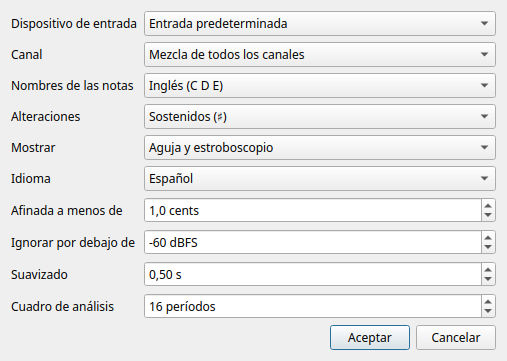 Dispositivo de entrada Entrada predeterminada
Canal Mezcla de todos los canales
Nombres de las notas Inglés (C D E)
Alteraciones Sostenidos (♯)
Mostrar Aguja y estroboscopio
Idioma Español
Afinada a menos de 1,0 cents
Ignorar por debajo de -60 dBFS
Suavizado 0,50 s
Cuadro de análisis 16 períodos
Aceptar Cancelar